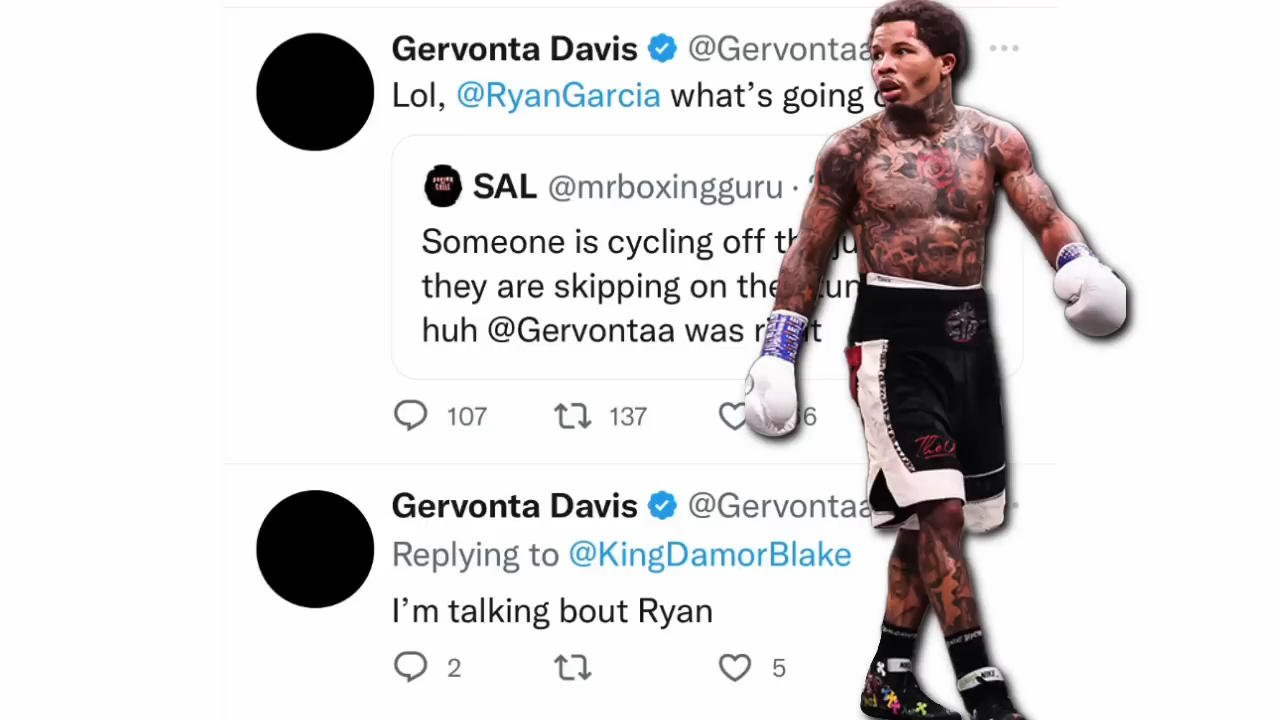 Gervonta Davis @Gervontaa
Lol, @RyanGarcia what's going
SAL @mrboxingguru ·
Someone is cycling off
they are skipping on the
huh @Gervontaa was
107 137
Gervonta Davis @Gervontaa
Replying to @KingDamorBlake
I'm talking bout Ryan
2 5